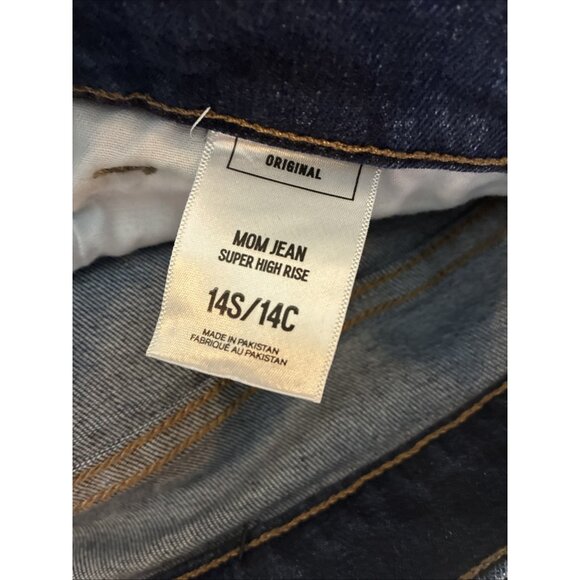 ORIGINAL
MOM JEAN
SUPER HIGH RISE
14S/14C
MADE IN PAKISTAN
FABRIQUÉ AU PAKISTAN